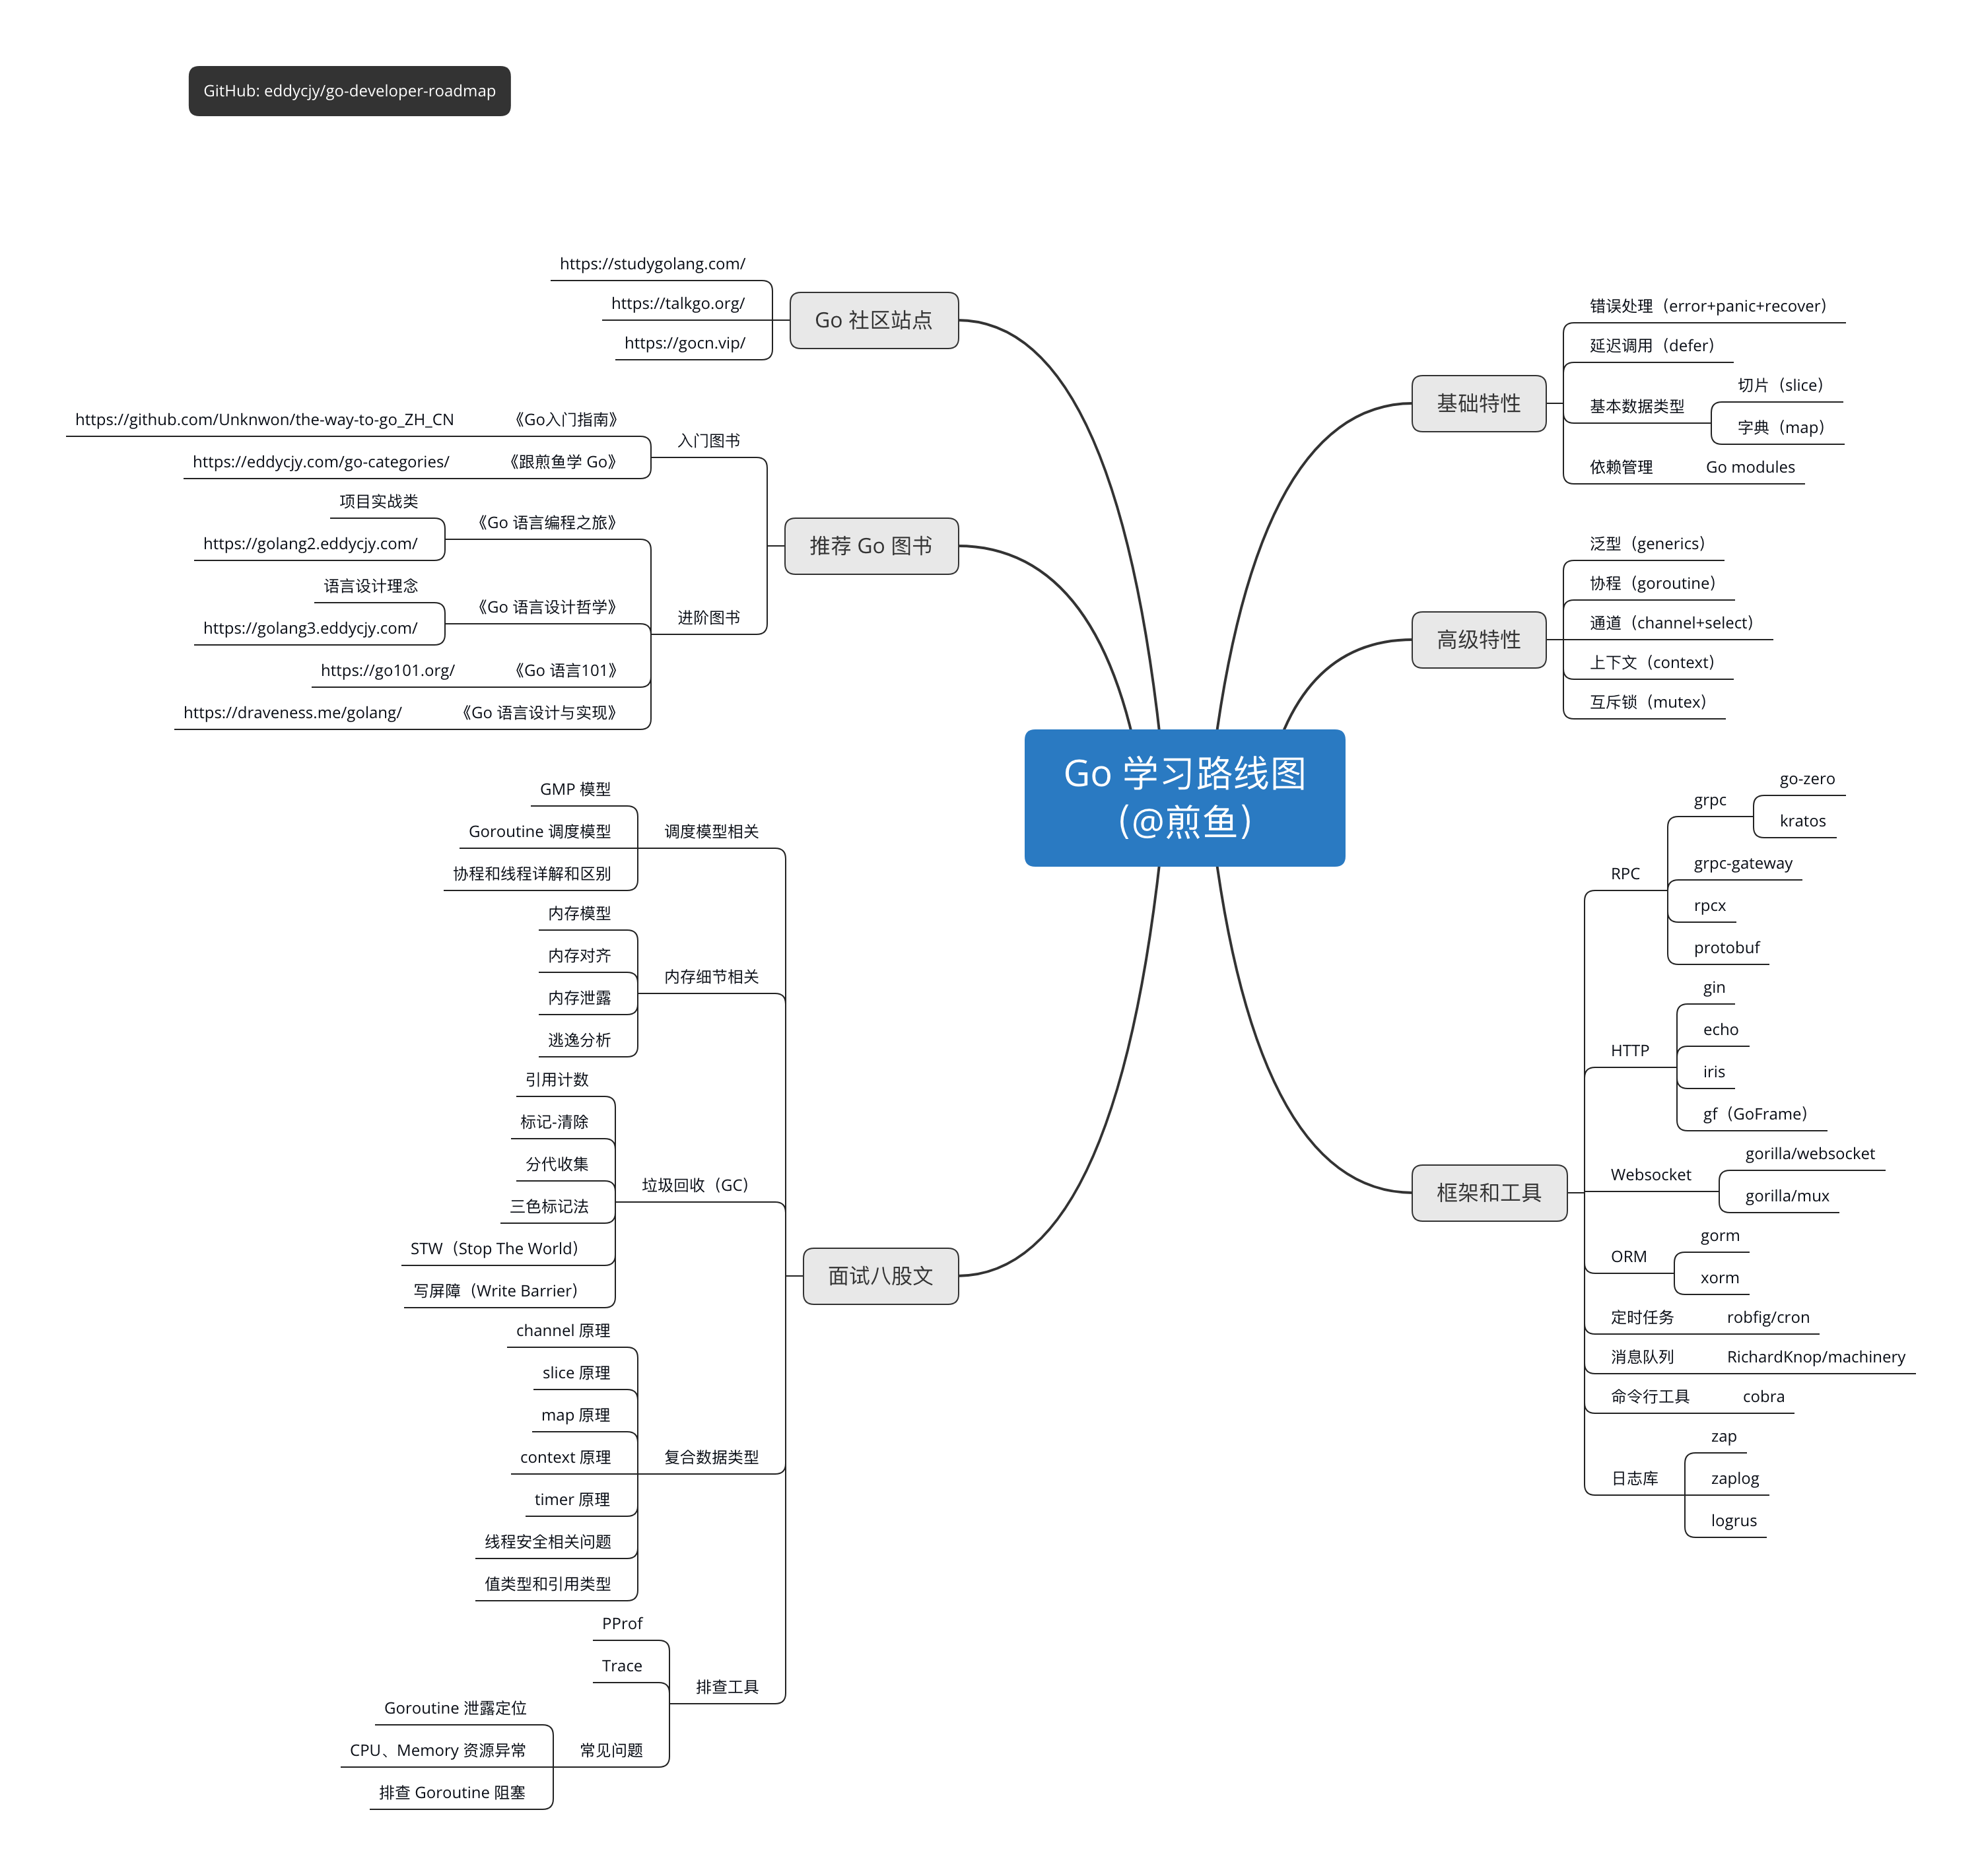 GitHub: eddycjy/go-developer-roadmap
Go 学习路线图
（@煎鱼）
Go 社区站点
https://studygolang.com/
https://talkgo.org/
https://gocn.vip/
推荐 Go 图书
入门图书
《Go入门指南》
https://github.com/Unknwon/the-way-to-go_ZH_CN
《跟煎鱼学 Go》
https://eddycjy.com/go-categories/
进阶图书
《Go 语言编程之旅》
项目实战类
https://golang2.eddycjy.com/
《Go 语言设计哲学》
语言设计理念
https://golang3.eddycjy.com/
《Go 语言101》
https://go101.org/
《Go 语言设计与实现》
https://draveness.me/golang/
面试八股文
调度模型相关
GMP 模型
Goroutine 调度模型
协程和线程详解和区别
内存细节相关
内存模型
内存对齐
内存泄露
逃逸分析
垃圾回收（GC）
引用计数
标记-清除
分代收集
三色标记法
STW（Stop The World）
写屏障（Write Barrier）
复合数据类型
channel 原理
slice 原理
map 原理
context 原理
timer 原理
线程安全相关问题
值类型和引用类型
排查工具
PProf
Trace
常见问题
Goroutine 泄露定位
CPU、Memory 资源异常
排查 Goroutine 阻塞
基础特性
错误处理（error+panic+recover）
延迟调用（defer）
基本数据类型
切片（slice）
字典（map）
依赖管理
Go modules
高级特性
泛型（generics）
协程（goroutine）
通道（channel+select）
上下文（context）
互斥锁（mutex）
框架和工具
RPC
grpc
go-zero
kratos
grpc-gateway
rpcx
protobuf
HTTP
gin
echo
iris
gf（GoFrame）
Websocket
gorilla/websocket
gorilla/mux
ORM
gorm
xorm
定时任务
robfig/cron
消息队列
RichardKnop/machinery
命令行工具
cobra
日志库
zap
zaplog
logrus